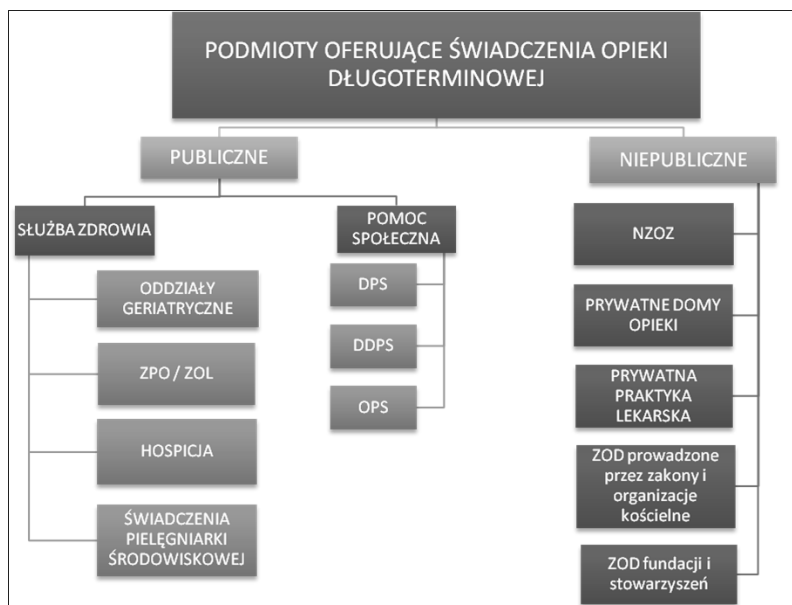 PODMIOTY OFERUJĄCE ŚWIADCZENIA OPIEKI
DŁUGOTERMINOWEJ
PUBLICZNE
NIEPUBLICZNE
SŁUŻBA ZDROWIA
ODDZIAŁY
GERIATRYCZNE
ZPO / ZOL
HOSPICJA
ŚWIADCZENIA
PIELĘGNIARKI
ŚRODOWISKOWEJ
POMOC
SPOŁECZNA
DPS
DDPS
OPS
NZOZ
PRYWATNE DOMY
OPIEKI
PRYWATNA
PRAKTYKA
LEKARSKA
ZOD prowadzone
przez zakony i
organizacje
kościelne
ZOD fundacji i
stowarzyszeń